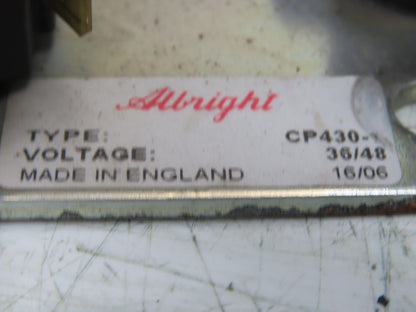 Albright
TYPE: CP430-
VOLTAGE: 36/48
MADE IN ENGLAND 16/06